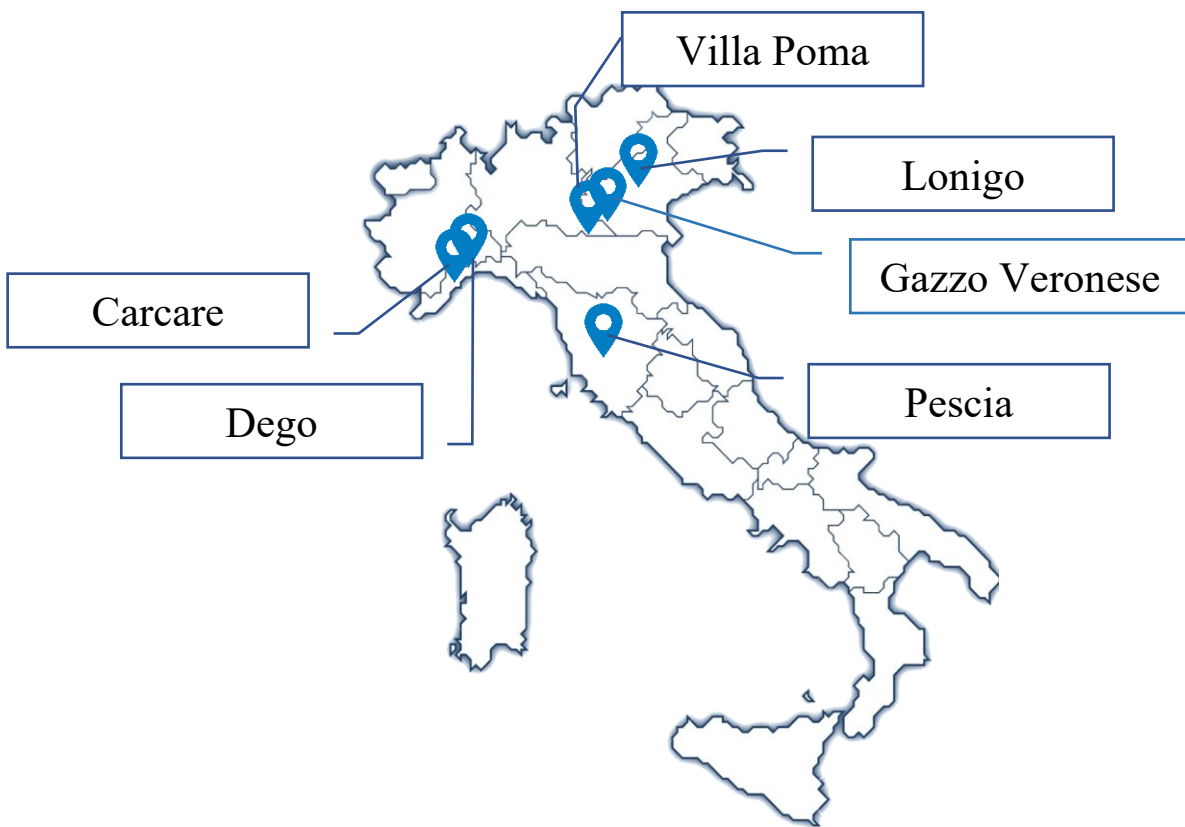 Villa Poma
Lonigo
Gazzo Veronese
Carcare
Dego
Pescia